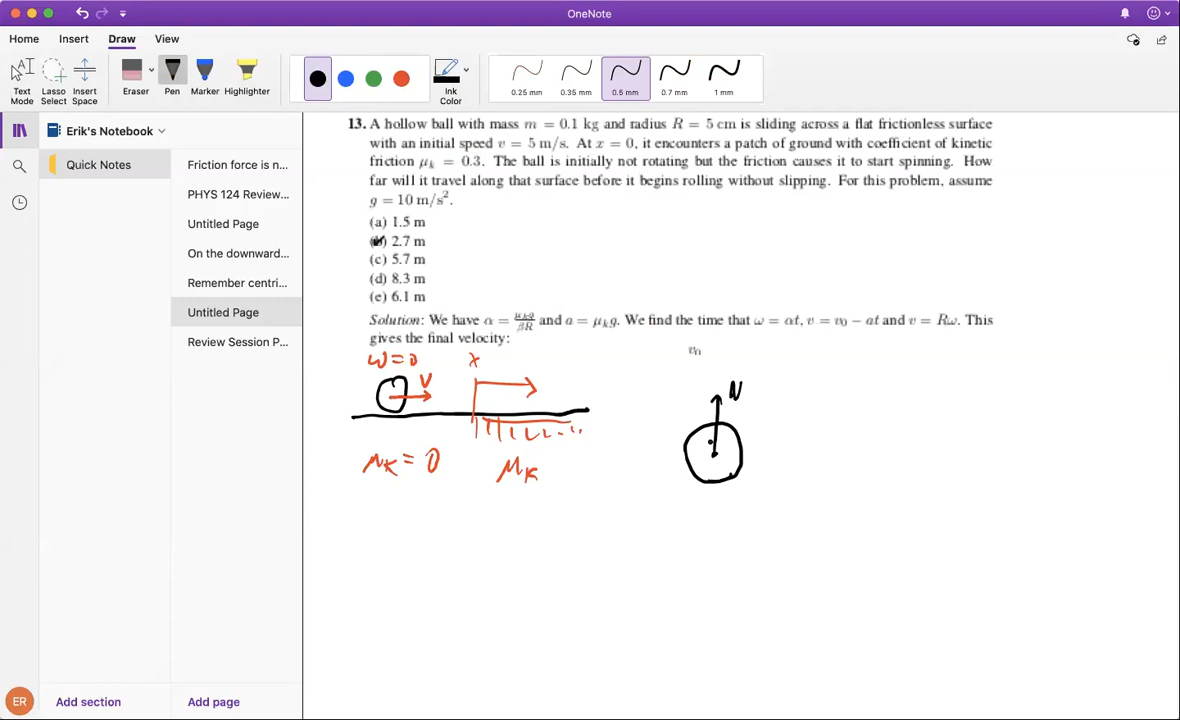 OneNote
Home Insert Draw View
Text Mode
Lasso Select
Insert Space
Eraser
Pen
Marker
Highlighter
Ink Color
0.25 mm
0.35 mm
0.5 mm
0.7 mm
1 mm
Erik's Notebook
Quick Notes
Friction force is n...
PHYS 124 Review...
Untitled Page
On the downward...
Remember centri...
Untitled Page
Review Session P...
13. A hollow ball with mass m = 0.1 kg and radius R = 5 cm is sliding across a flat frictionless surface
with an initial speed v = 5 m/s. At x = 0, it encounters a patch of ground with coefficient of kinetic
friction μk = 0.3. The ball is initially not rotating but the friction causes it to start spinning. How
far will it travel along that surface before it begins rolling without slipping. For this problem, assume
g = 10 m/s².
(a) 1.5 m
2.7 m
(c) 5.7 m
(d) 8.3 m
(e) 6.1 m
Solution: We have α = μkg/βR and a = μkg. We find the time that ω = αt, v = v0 − at and v = Rω. This
gives the final velocity:
v0
ω = 0
x
v
N
μK = 0
μK
ER
Add section
Add page